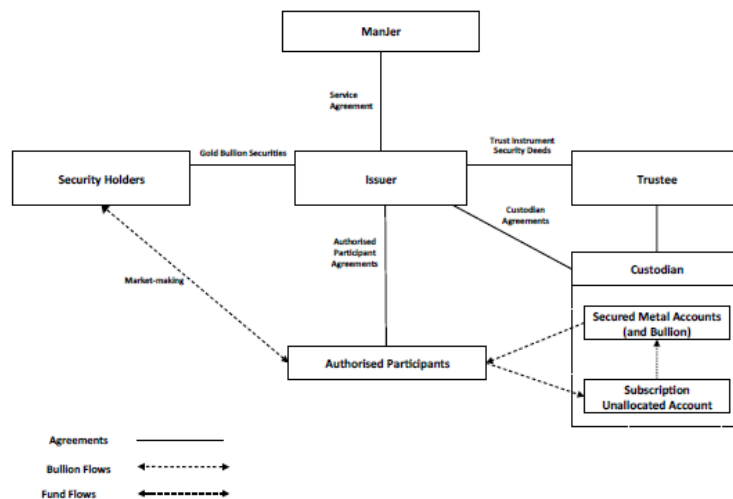 ManJer
Service
Agreement
Gold Bullion Securities
Trust Instrument
Security Deeds
Security Holders
Issuer
Trustee
Custodian
Agreements
Authorised
Participant
Agreements
Custodian
Market-making
Secured Metal Accounts
(and Bullion)
Authorised Participants
Subscription
Unallocated Account
Agreements
Bullion Flows
Fund Flows